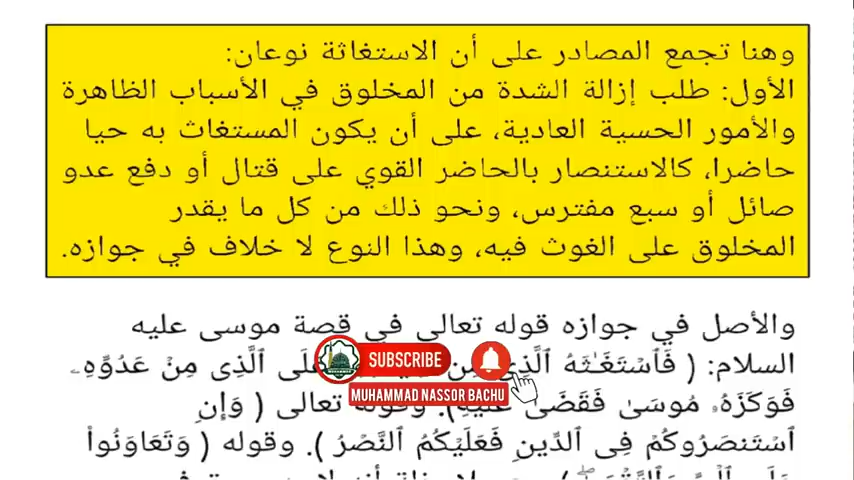 وهنا تجمع المصادر على أن الاستغاثة نوعان:
الأول: طلب إزالة الشدة من المخلوق في الأسباب الظاهرة
والأمور الحسية العادية، على أن يكون المستغاث به حيا
حاضرا، كالاستنصار بالحاضر القوي على قتال أو دفع عدو
صائل أو سبع مفترس، ونحو ذلك من كل ما يقدر
المخلوق على الغوث فيه، وهذا النوع لا خلاف في جوازه.
والأصل في جوازه قوله تعالى في قصة موسى عليه
السلام: ( فَٱسْتَغَـٰثَهُ ٱلَّذِى مِن عَلَى ٱلَّذِى مِنْ عَدُوِّهِۦ
SUBSCRIBE
MUHAMMAD NASSOR BACHU
فَوَكَزَهُۥ مُوسَىٰ فَقَضَىٰ عَلَيْهِ). وقوله تعالى ( وَإِنِ
ٱسْتَنصَرُوكُمْ فِى ٱلدِّينِ فَعَلَيْكُمُ ٱلنَّصْرُ ). وقوله ( وَتَعَاوَنُوا۟